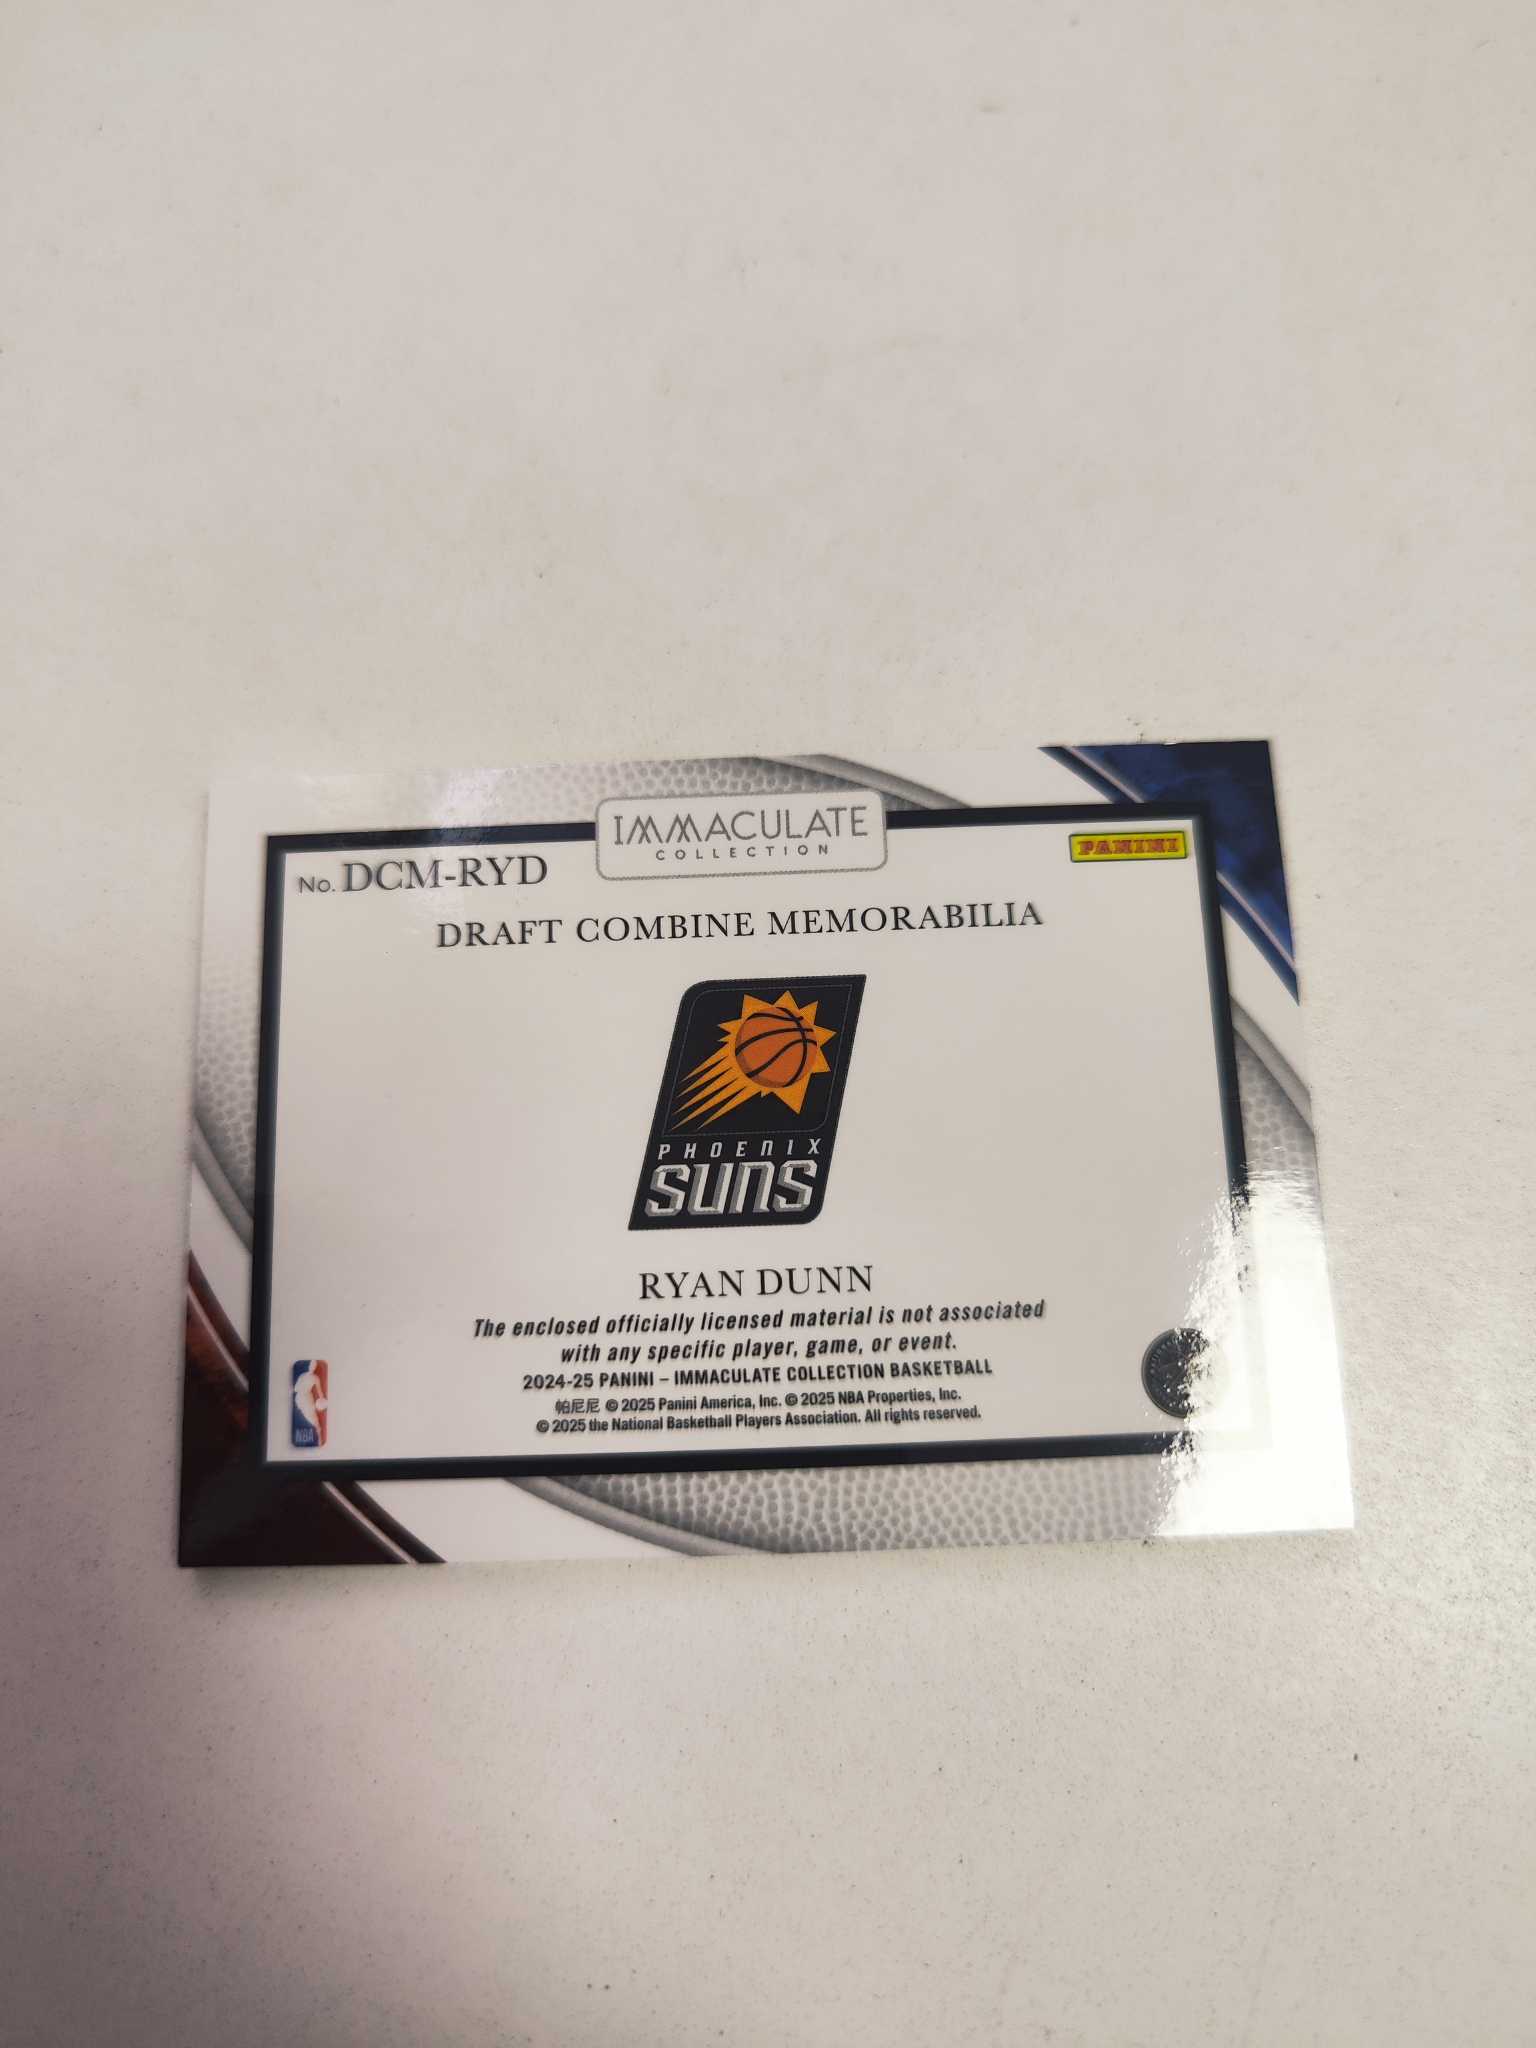 IMMACULATE
COLLECTION
PANINI
No. DCM-RYD
DRAFT COMBINE MEMORABILIA
PHOENIX
SUNS
RYAN DUNN
The enclosed officially licensed material is not associated
with any specific player, game, or event.
2024-25 PANINI – IMMACULATE COLLECTION BASKETBALL
帕尼尼 © 2025 Panini America, Inc. © 2025 NBA Properties, Inc.
© 2025 the National Basketball Players Association. All rights reserved.
NBA